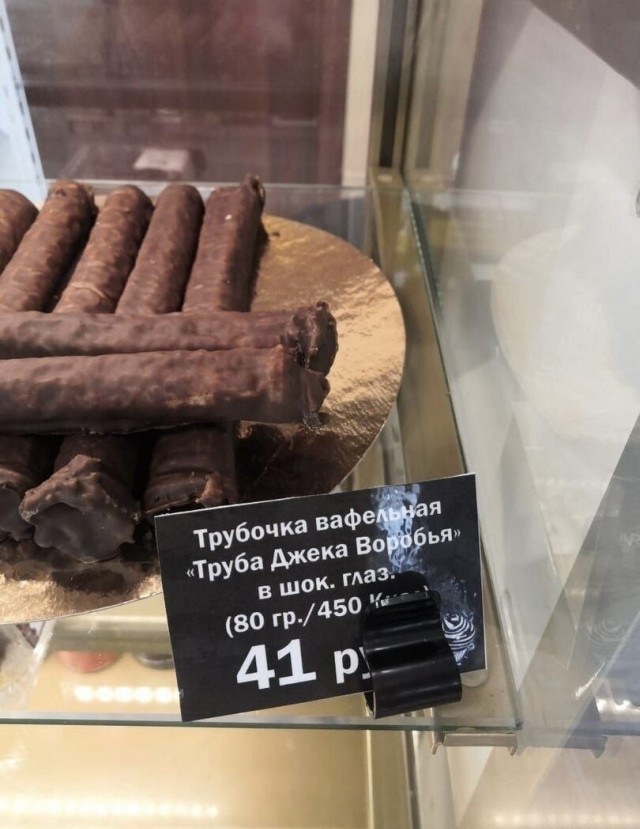 Трубочка вафельная
«Труба Джека Воробья»
в шок. глаз.
(80 гр./450
41